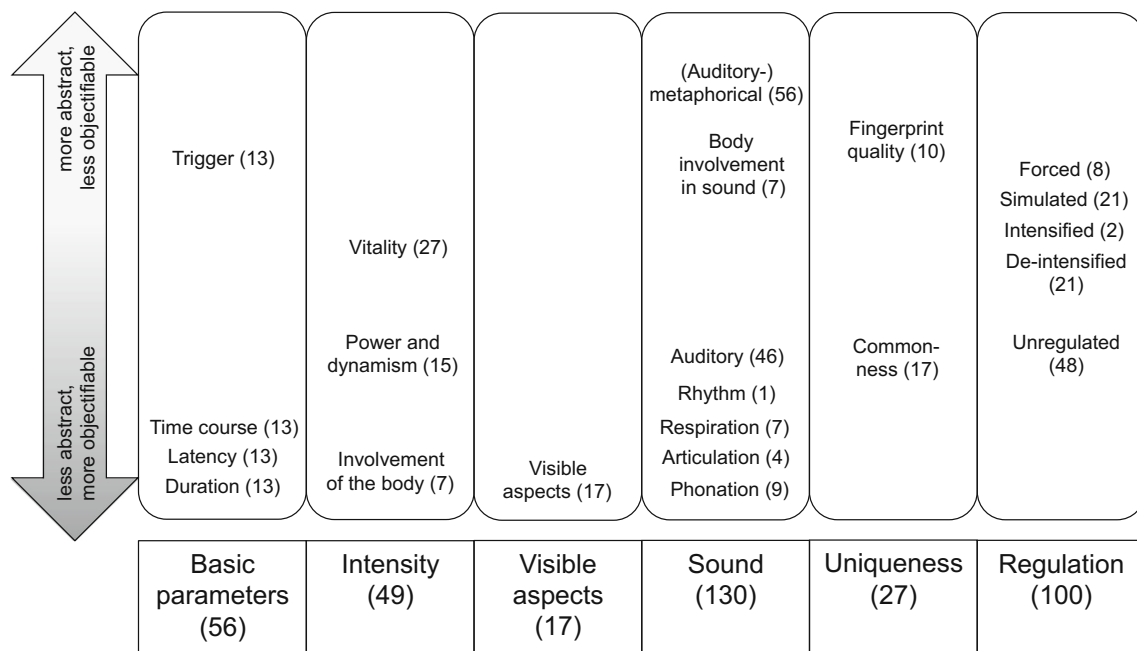 more abstract,
less objectifiable
less abstract,
more objectifiable
Trigger (13)
Time course (13)
Latency (13)
Duration (13)
Vitality (27)
Power and
dynamism (15)
Involvement
of the body (7)
Visible
aspects (17)
(Auditory-)
metaphorical (56)
Body
involvement
in sound (7)
Auditory (46)
Rhythm (1)
Respiration (7)
Articulation (4)
Phonation (9)
Fingerprint
quality (10)
Common-
ness (17)
Forced (8)
Simulated (21)
Intensified (2)
De-intensified
(21)
Unregulated
(48)
Basic
parameters
(56)
Intensity
(49)
Visible
aspects
(17)
Sound
(130)
Uniqueness
(27)
Regulation
(100)